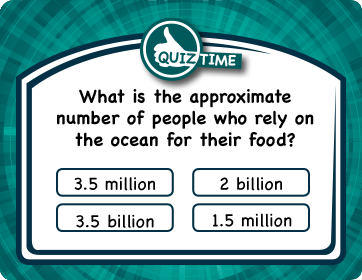 QUIZ TIME
What is the approximate
number of people who rely on
the ocean for their food?
3.5 million
2 billion
3.5 billion
1.5 million